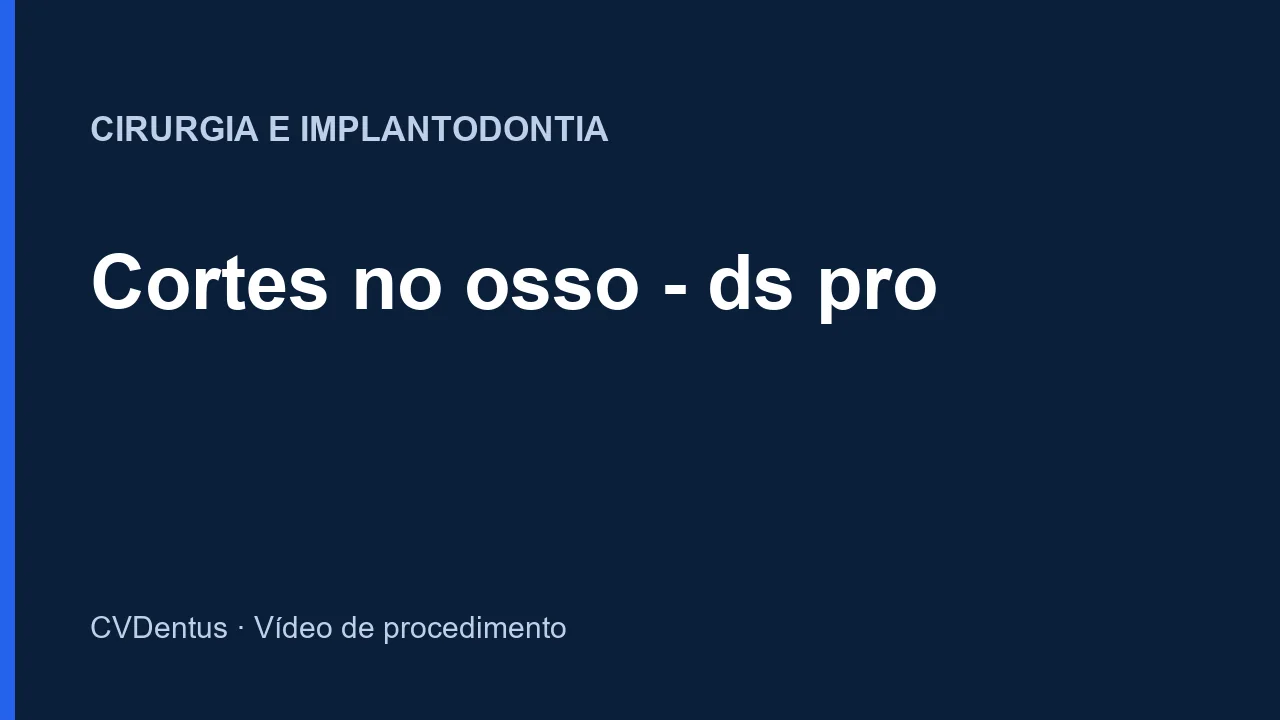 CIRURGIA E IMPLANTODONTIA
Cortes no osso - ds pro
CVDentus · Vídeo de procedimento